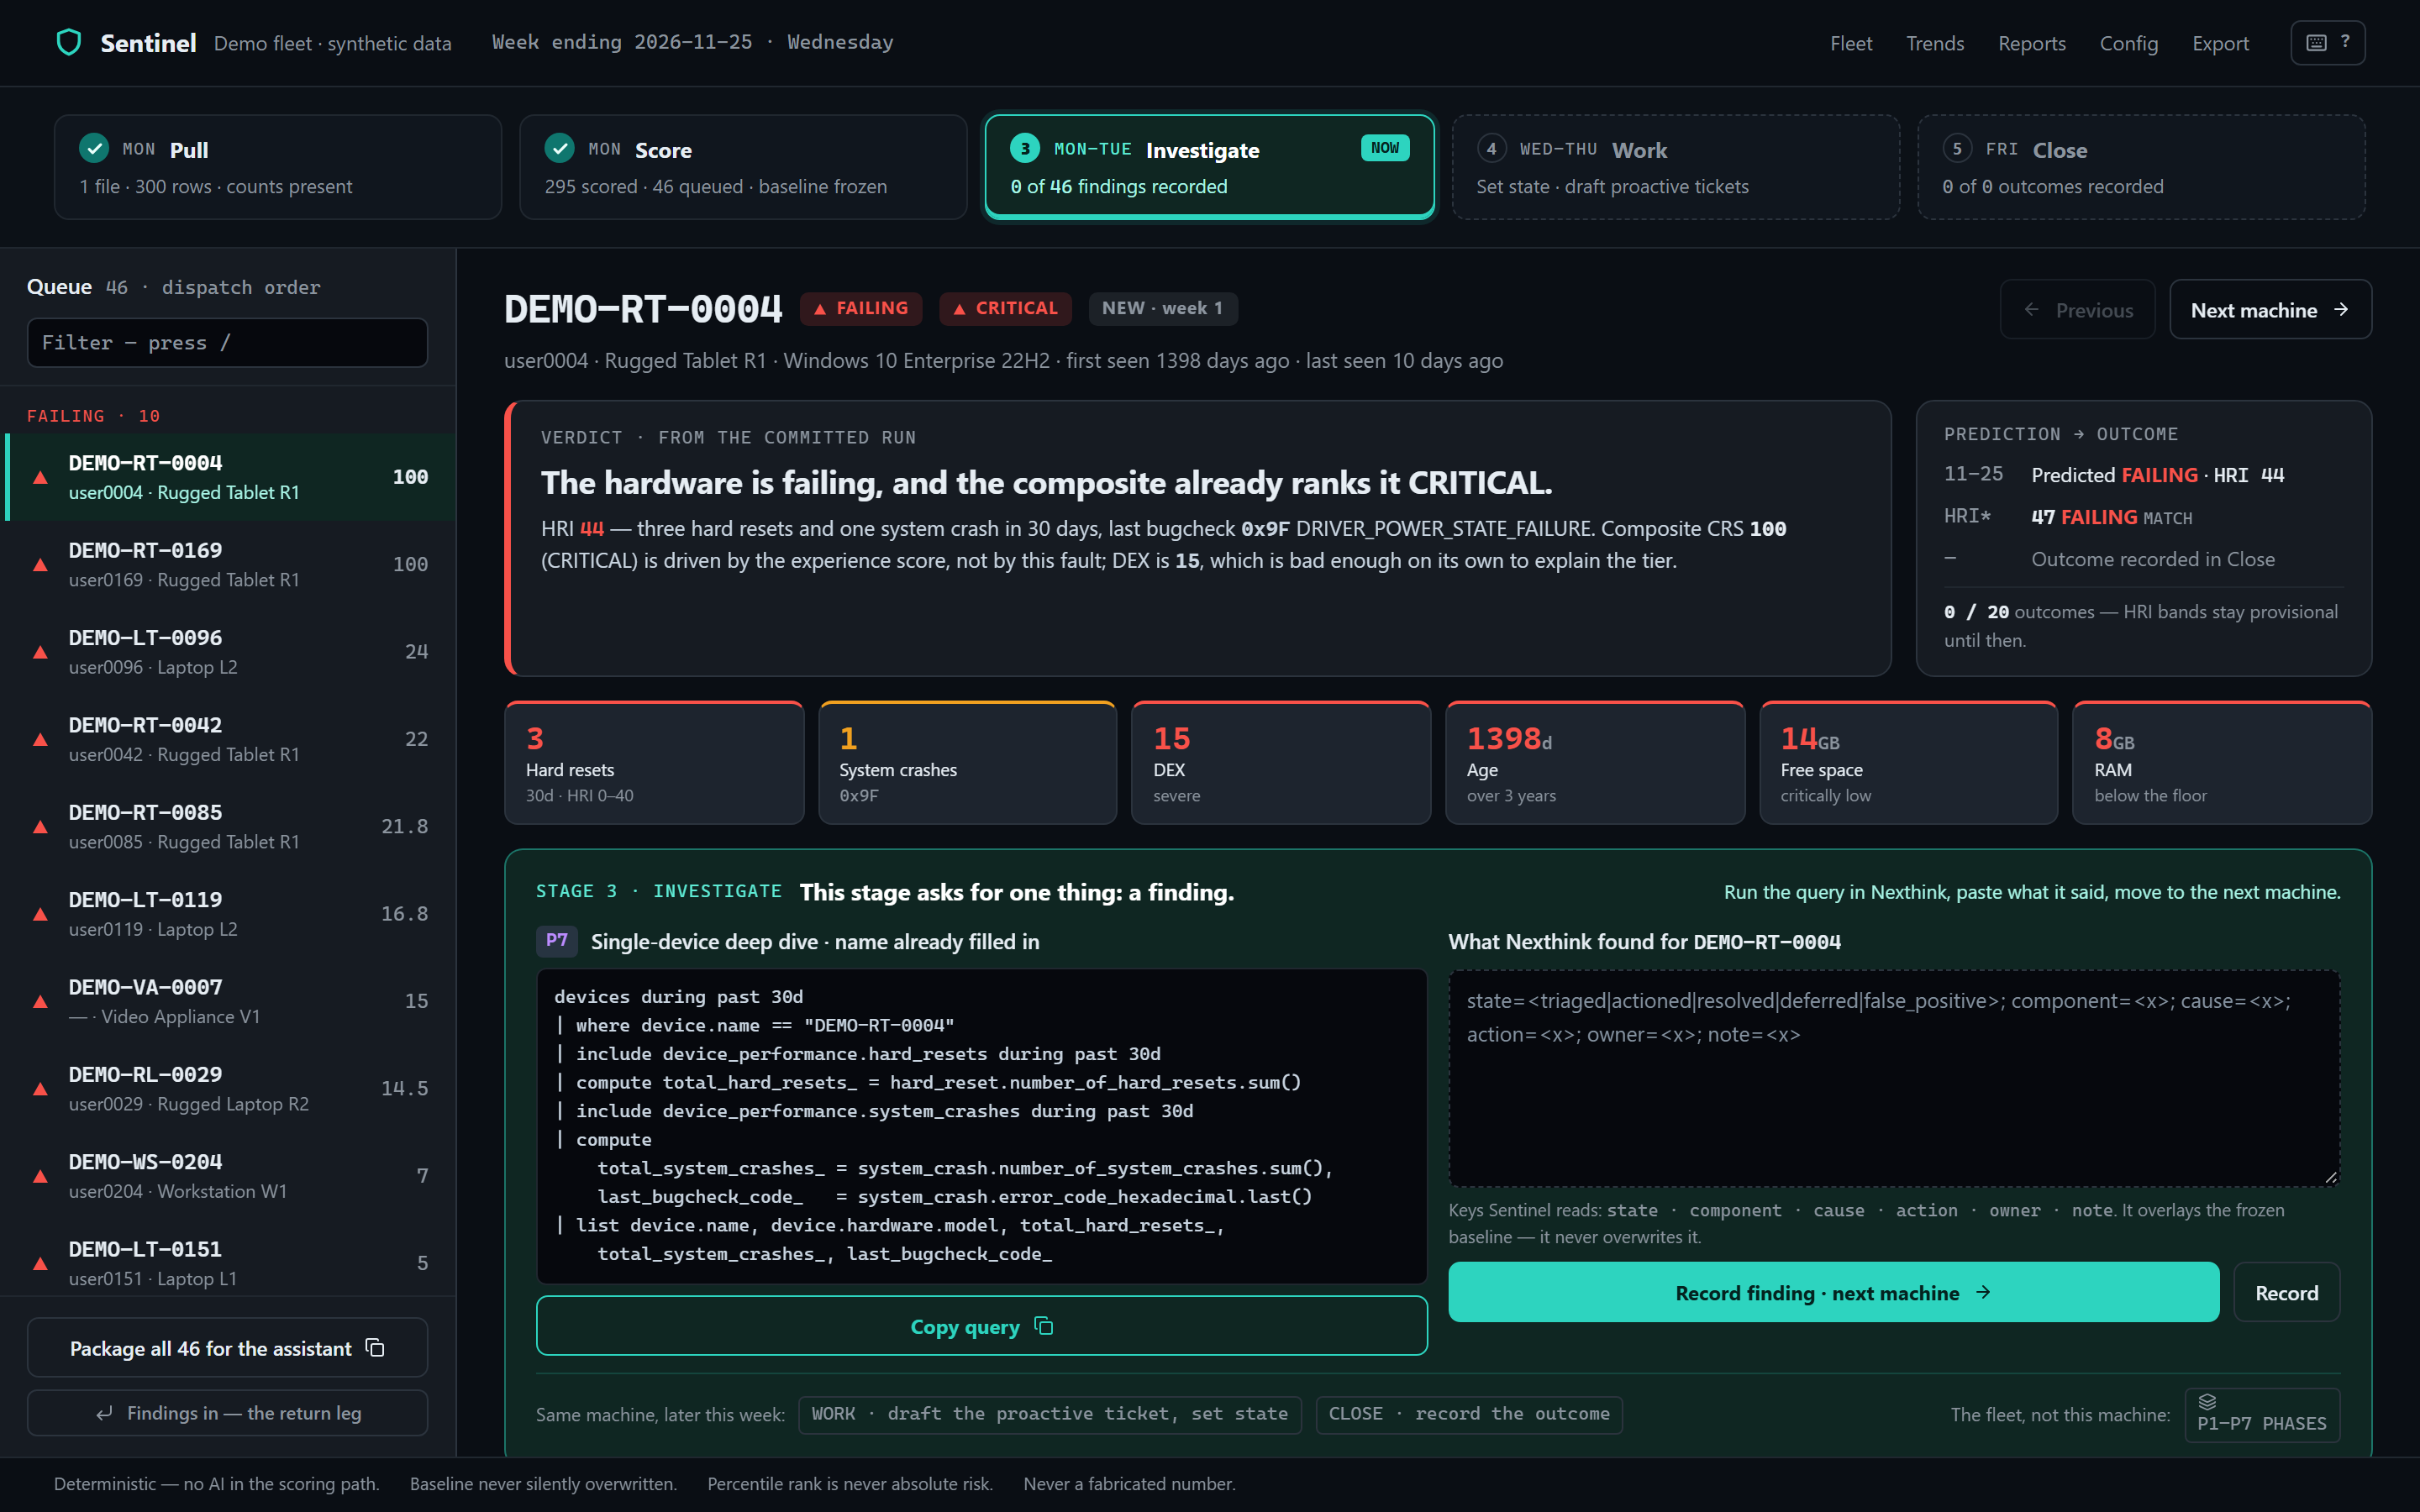 Sentinel Demo fleet · synthetic data Week ending 2026-11-25 · Wednesday Fleet Trends Reports Config Export ?
MON Pull
1 file · 300 rows · counts present
MON Score
295 scored · 46 queued · baseline frozen
3 MON-TUE Investigate NOW
0 of 46 findings recorded
4 WED-THU Work
Set state · draft proactive tickets
5 FRI Close
0 of 0 outcomes recorded
Queue 46 · dispatch order
Filter — press /
FAILING · 10
DEMO-RT-0004 100
user0004 · Rugged Tablet R1
DEMO-RT-0169 100
user0169 · Rugged Tablet R1
DEMO-LT-0096 24
user0096 · Laptop L2
DEMO-RT-0042 22
user0042 · Rugged Tablet R1
DEMO-RT-0085 21.8
user0085 · Rugged Tablet R1
DEMO-LT-0119 16.8
user0119 · Laptop L2
DEMO-VA-0007 15
— · Video Appliance V1
DEMO-RL-0029 14.5
user0029 · Rugged Laptop R2
DEMO-WS-0204 7
user0204 · Workstation W1
DEMO-LT-0151 5
user0151 · Laptop L1
Package all 46 for the assistant
Findings in — the return leg
DEMO-RT-0004 ▲ FAILING ▲ CRITICAL NEW · week 1
← Previous
Next machine →
user0004 · Rugged Tablet R1 · Windows 10 Enterprise 22H2 · first seen 1398 days ago · last seen 10 days ago
VERDICT · FROM THE COMMITTED RUN
The hardware is failing, and the composite already ranks it CRITICAL.
HRI 44 — three hard resets and one system crash in 30 days, last bugcheck 0x9F DRIVER_POWER_STATE_FAILURE. Composite CRS 100
(CRITICAL) is driven by the experience score, not by this fault; DEX is 15, which is bad enough on its own to explain the tier.
PREDICTION → OUTCOME
11-25 Predicted FAILING · HRI 44
HRI* 47 FAILING MATCH
— Outcome recorded in Close
0 / 20 outcomes — HRI bands stay provisional
until then.
3
Hard resets
30d · HRI 0–40
1
System crashes
0x9F
15
DEX
severe
1398d
Age
over 3 years
14GB
Free space
critically low
8GB
RAM
below the floor
STAGE 3 · INVESTIGATE This stage asks for one thing: a finding.
Run the query in Nexthink, paste what it said, move to the next machine.
P7 Single-device deep dive · name already filled in
devices during past 30d
| where device.name == "DEMO-RT-0004"
| include device_performance.hard_resets during past 30d
| compute total_hard_resets_ = hard_reset.number_of_hard_resets.sum()
| include device_performance.system_crashes during past 30d
| compute
total_system_crashes_ = system_crash.number_of_system_crashes.sum(),
last_bugcheck_code_ = system_crash.error_code_hexadecimal.last()
| list device.name, device.hardware.model, total_hard_resets_,
total_system_crashes_, last_bugcheck_code_
Copy query
What Nexthink found for DEMO-RT-0004
state=<triaged|actioned|resolved|deferred|false_positive>; component=<x>; cause=<x>;
action=<x>; owner=<x>; note=<x>
Keys Sentinel reads: state · component · cause · action · owner · note. It overlays the frozen
baseline — it never overwrites it.
Record finding · next machine →
Record
Same machine, later this week: WORK · draft the proactive ticket, set state CLOSE · record the outcome
The fleet, not this machine: P1–P7 PHASES
Deterministic — no AI in the scoring path. Baseline never silently overwritten. Percentile rank is never absolute risk. Never a fabricated number.